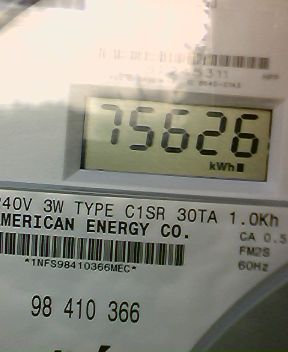 5311
75626
kWh
240V 3W TYPE C1SR 30TA 1.0Kh
AMERICAN ENERGY CO.
CA 0.5
FM2S
*1NFS98410366MEC*
60Hz
98 410 366